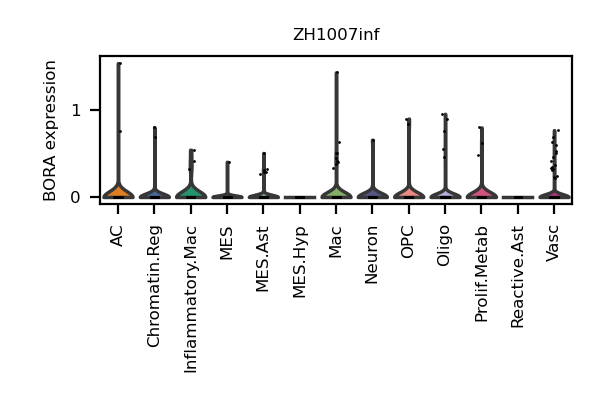 ZH1007inf
BORA expression
1
0
AC
Chromatin.Reg
Inflammatory.Mac
MES
MES.Ast
MES.Hyp
Mac
Neuron
OPC
Oligo
Prolif.Metab
Reactive.Ast
Vasc